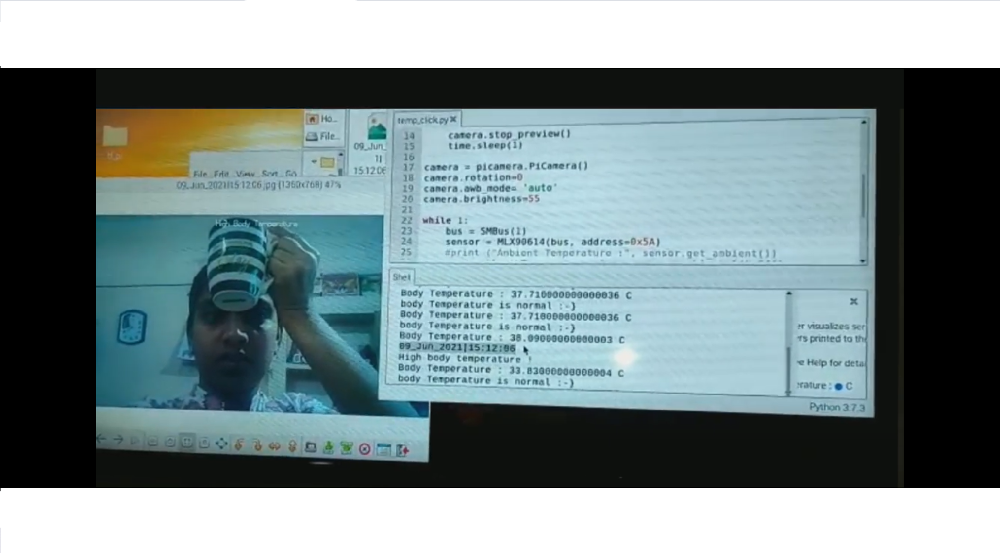 Ho...
File...
09_Jun_
15:12:06
File Edit View Sort Go
09_Jun_2021|15:12:06.jpg (1360x768) 47%
High Body Temperature
temp_click.py
14 camera.stop_preview()
15 time.sleep(1)
16
17 camera = picamera.PiCamera()
18 camera.rotation=0
19 camera.awb_mode= 'auto'
20 camera.brightness=55
21
22 while 1:
23 bus = SMBus(1)
24 sensor = MLX90614(bus, address=0x5A)
25 #print ("Ambient Temperature :", sensor.get_ambient())
Shell
Body Temperature : 37.710000000000036 C
body Temperature is normal :-)
Body Temperature : 37.710000000000036 C
body Temperature is normal :-)
Body Temperature : 38.09000000000003 C
09_Jun_2021|15:12:06
High body temperature !
Body Temperature : 33.83000000000004 C
body Temperature is normal :-)
er visualizes ser
rs printed to the
e Help for deta
erature : C
Python 3.7.3